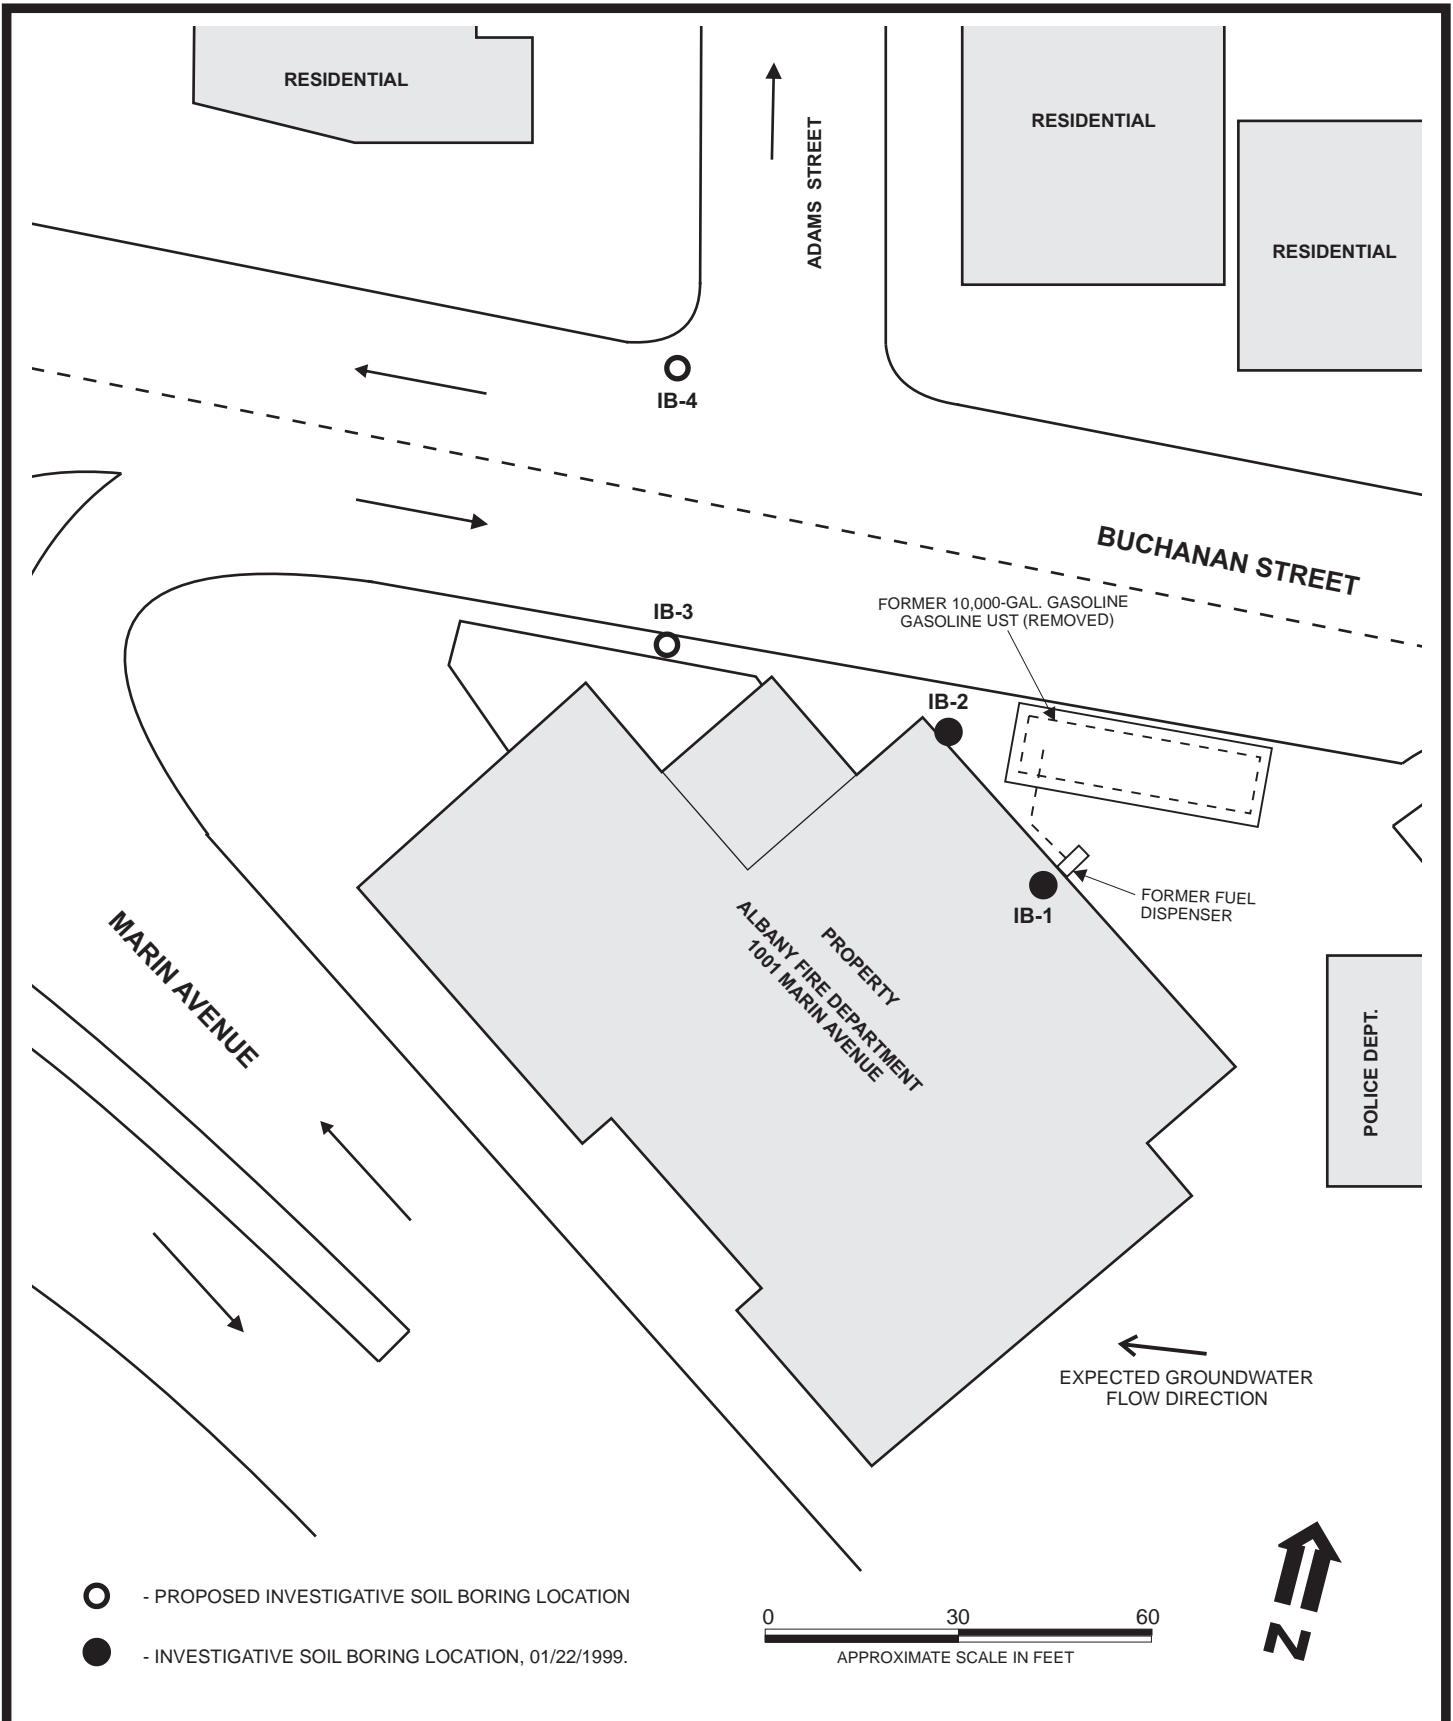 RESIDENTIAL
RESIDENTIAL
RESIDENTIAL
ADAMS STREET
IB-4
BUCHANAN STREET
FORMER 10,000-GAL. GASOLINE
GASOLINE UST (REMOVED)
IB-3
IB-2
FORMER FUEL
DISPENSER
IB-1
PROPERTY
ALBANY FIRE DEPARTMENT
1001 MARIN AVENUE
MARIN AVENUE
POLICE DEPT.
EXPECTED GROUNDWATER
FLOW DIRECTION
- PROPOSED INVESTIGATIVE SOIL BORING LOCATION
- INVESTIGATIVE SOIL BORING LOCATION, 01/22/1999.
0 30 60
APPROXIMATE SCALE IN FEET
N